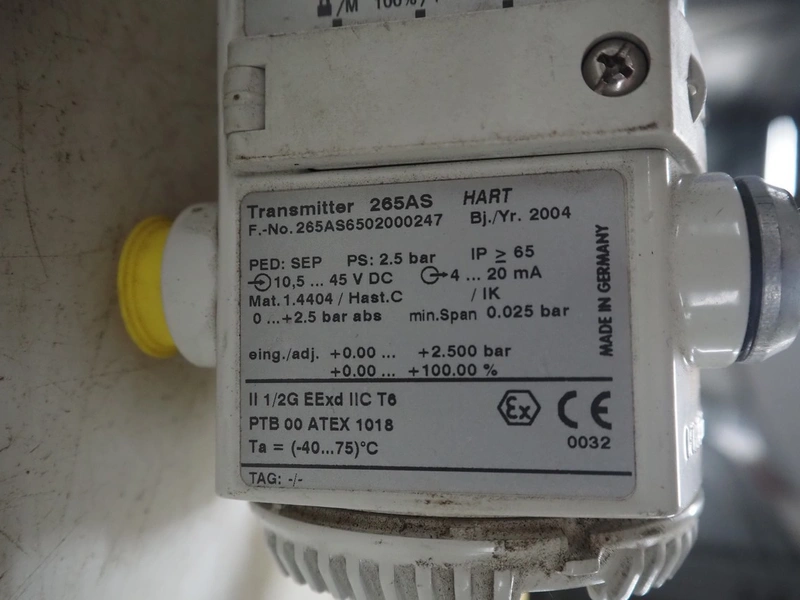 /M 100%
Transmitter 265AS HART
F.-No. 265AS6502000247 Bj./Yr. 2004
PED: SEP PS: 2.5 bar IP ≥ 65
10,5 ... 45 V DC 4 ... 20 mA
Mat. 1.4404 / Hast.C / IK
0 ...+2.5 bar abs min.Span 0.025 bar
eing./adj. +0.00 ... +2.500 bar
+0.00 ... +100.00 %
MADE IN GERMANY
II 1/2G EExd IIC T6
PTB 00 ATEX 1018
Ta = (-40...75)°C
Ex CE
0032
TAG: -/-